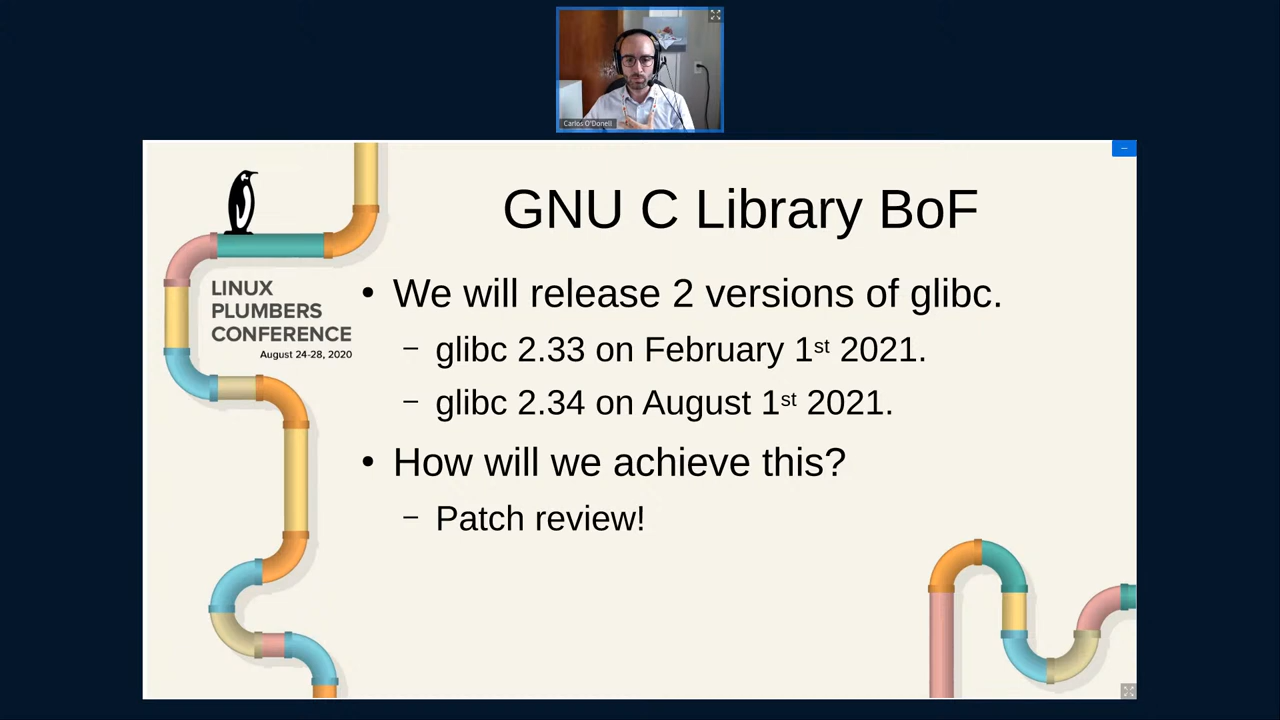 Carlos O'Donell
GNU C Library BoF
LINUX
PLUMBERS
CONFERENCE
August 24-28, 2020
• We will release 2 versions of glibc.
– glibc 2.33 on February 1st 2021.
– glibc 2.34 on August 1st 2021.
• How will we achieve this?
– Patch review!